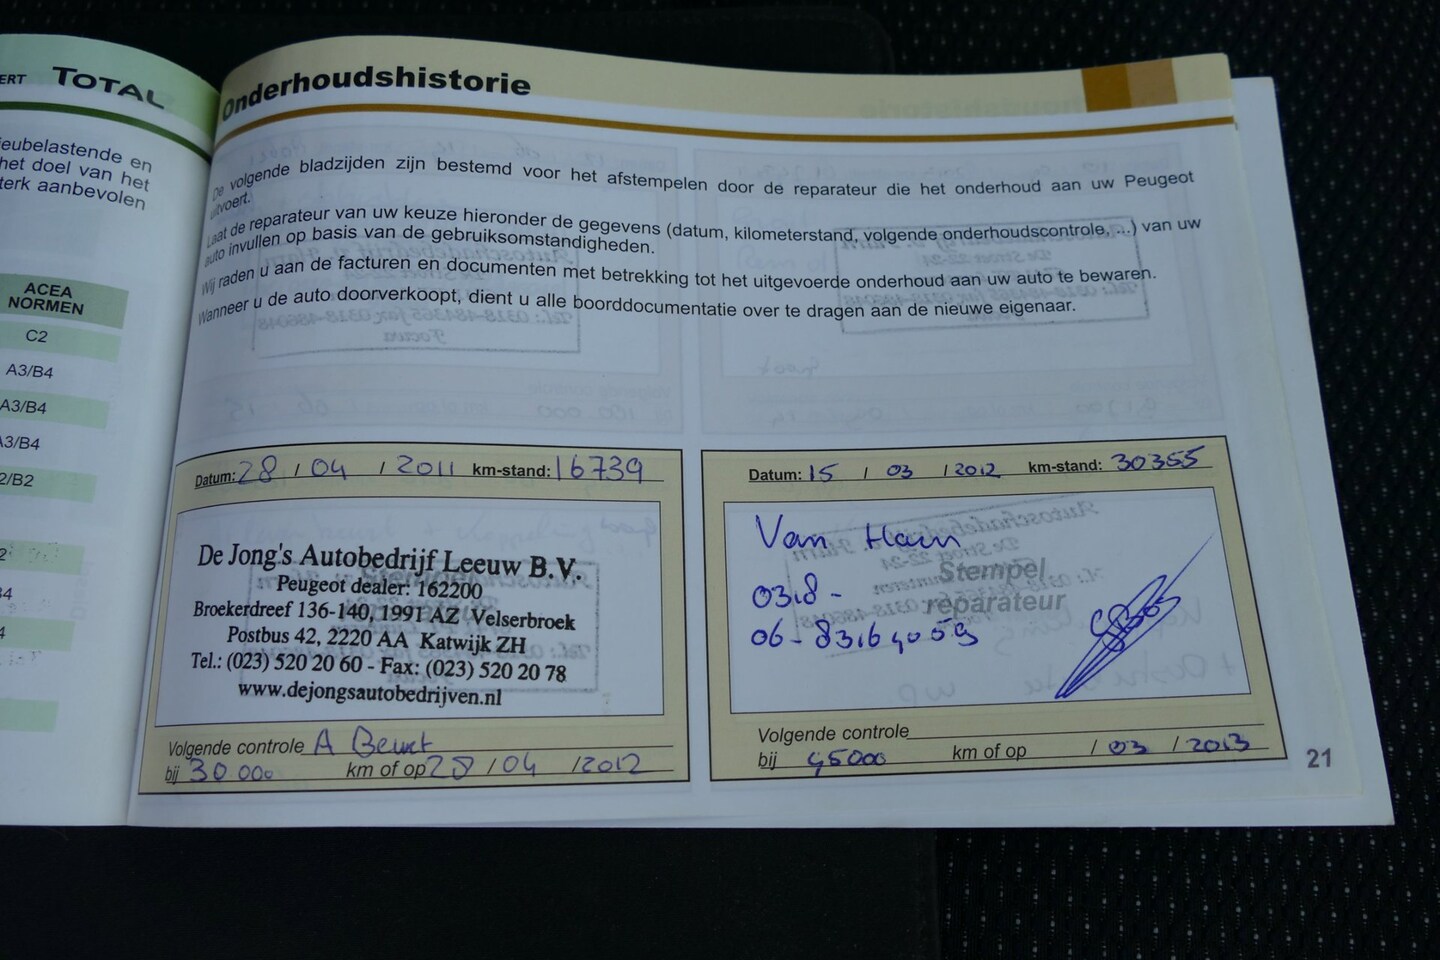 ERT TOTAL
ieubelastende en
het doel van het
terk aanbevolen
ACEA
NORMEN
C2
A3/B4
A3/B4
A3/B4
2/B2
2
34
4
Onderhoudshistorie
De volgende bladzijden zijn bestemd voor het afstempelen door de reparateur die het onderhoud aan uw Peugeot
uitvoert.
Laat de reparateur van uw keuze hieronder de gegevens (datum, kilometerstand, volgende onderhoudscontrole, ...) van uw
auto invullen op basis van de gebruiksomstandigheden.
Wij raden u aan de facturen en documenten met betrekking tot het uitgevoerde onderhoud aan uw auto te bewaren.
Wanneer u de auto doorverkoopt, dient u alle boorddocumentatie over te dragen aan de nieuwe eigenaar.
Datum: 28 / 04 / 2011 km-stand: 16739
De Jong's Autobedrijf Leeuw B.V.
Peugeot dealer: 162200
Broekerdreef 136-140, 1991 AZ Velserbroek
Postbus 42, 2220 AA Katwijk ZH
Tel.: (023) 520 20 60 - Fax: (023) 520 20 78
www.dejongsautobedrijven.nl
Volgende controle A Beurt
bij 30 000 km of op 28 / 04 / 2012
Datum: 15 / 03 / 2012 km-stand: 30355
Van Ham
Stempel
reparateur
0318 -
06 -
Volgende controle
bij 45000 km of op / 03 / 2013
21